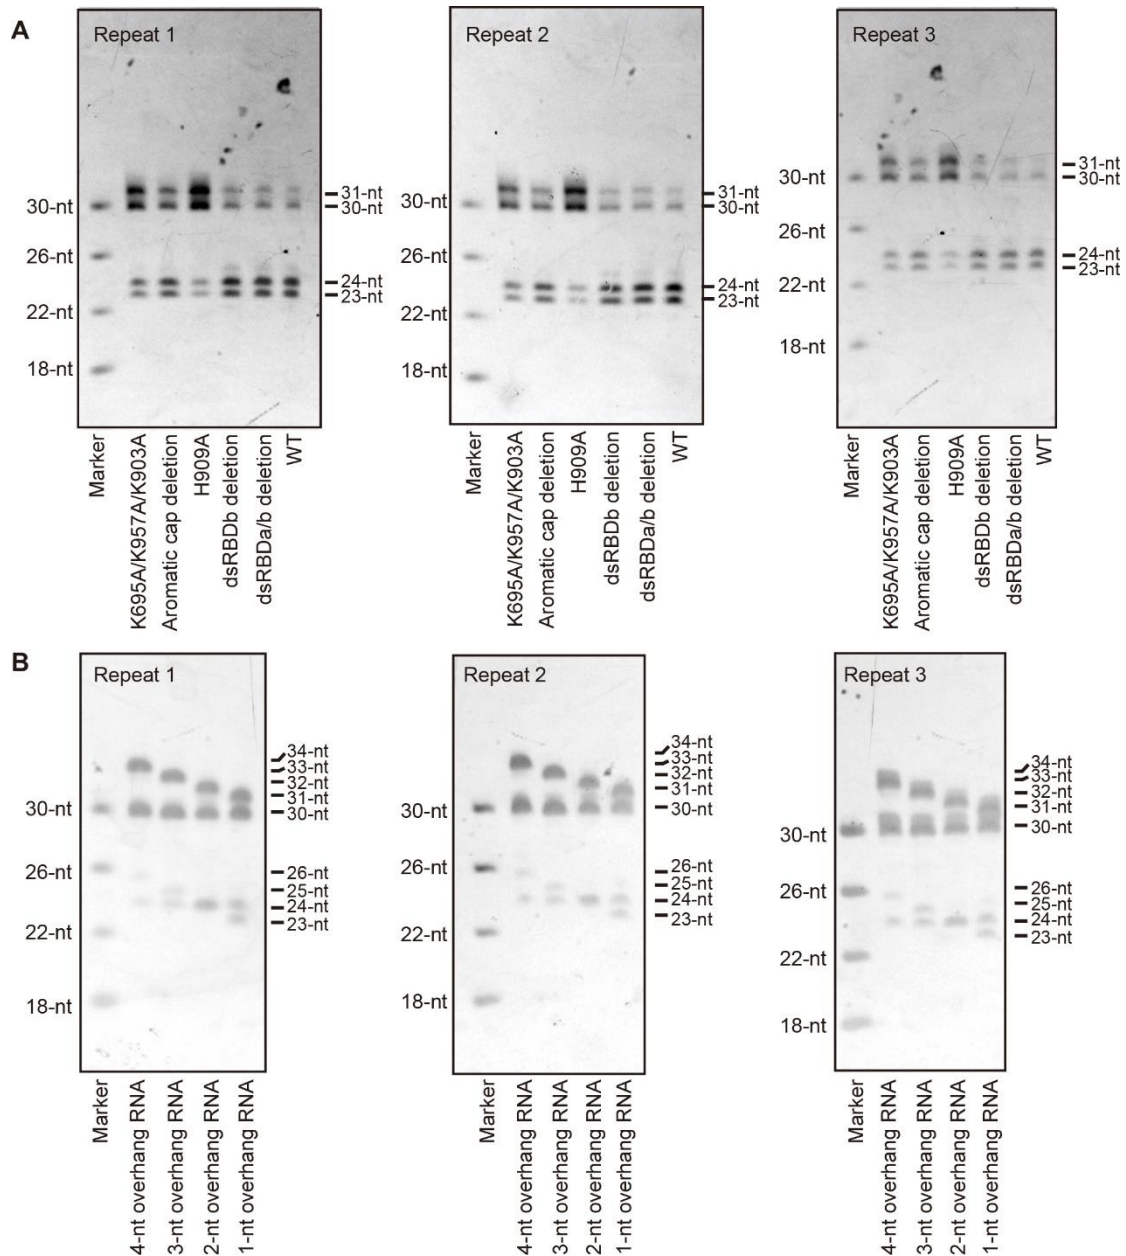 A
Repeat 1
30-nt
26-nt
22-nt
18-nt
31-nt
30-nt
24-nt
23-nt
Marker
K695A/K957A/K903A
Aromatic cap deletion
H909A
dsRBDb deletion
dsRBDa/b deletion
WT
Repeat 2
30-nt
26-nt
22-nt
18-nt
31-nt
30-nt
24-nt
23-nt
Marker
K695A/K957A/K903A
Aromatic cap deletion
H909A
dsRBDb deletion
dsRBDa/b deletion
WT
Repeat 3
30-nt
26-nt
22-nt
18-nt
31-nt
30-nt
24-nt
23-nt
Marker
K695A/K957A/K903A
Aromatic cap deletion
H909A
dsRBDb deletion
dsRBDa/b deletion
WT
B
Repeat 1
30-nt
26-nt
22-nt
18-nt
34-nt
33-nt
32-nt
31-nt
30-nt
26-nt
25-nt
24-nt
23-nt
Marker
4-nt overhang RNA
3-nt overhang RNA
2-nt overhang RNA
1-nt overhang RNA
Repeat 2
30-nt
26-nt
22-nt
18-nt
34-nt
33-nt
32-nt
31-nt
30-nt
26-nt
25-nt
24-nt
23-nt
Marker
4-nt overhang RNA
3-nt overhang RNA
2-nt overhang RNA
1-nt overhang RNA
Repeat 3
30-nt
26-nt
22-nt
18-nt
34-nt
33-nt
32-nt
31-nt
30-nt
26-nt
25-nt
24-nt
23-nt
Marker
4-nt overhang RNA
3-nt overhang RNA
2-nt overhang RNA
1-nt overhang RNA